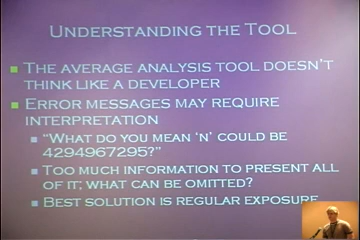 UNDERSTANDING THE TOOL
THE AVERAGE ANALYSIS TOOL DOESN'T
THINK LIKE A DEVELOPER
ERROR MESSAGES MAY REQUIRE
INTERPRETATION
"WHAT DO YOU MEAN 'N' COULD BE
4294967295?"
TOO MUCH INFORMATION TO PRESENT ALL
OF IT; WHAT CAN BE OMITTED?
BEST SOLUTION IS REGULAR EXPOSURE